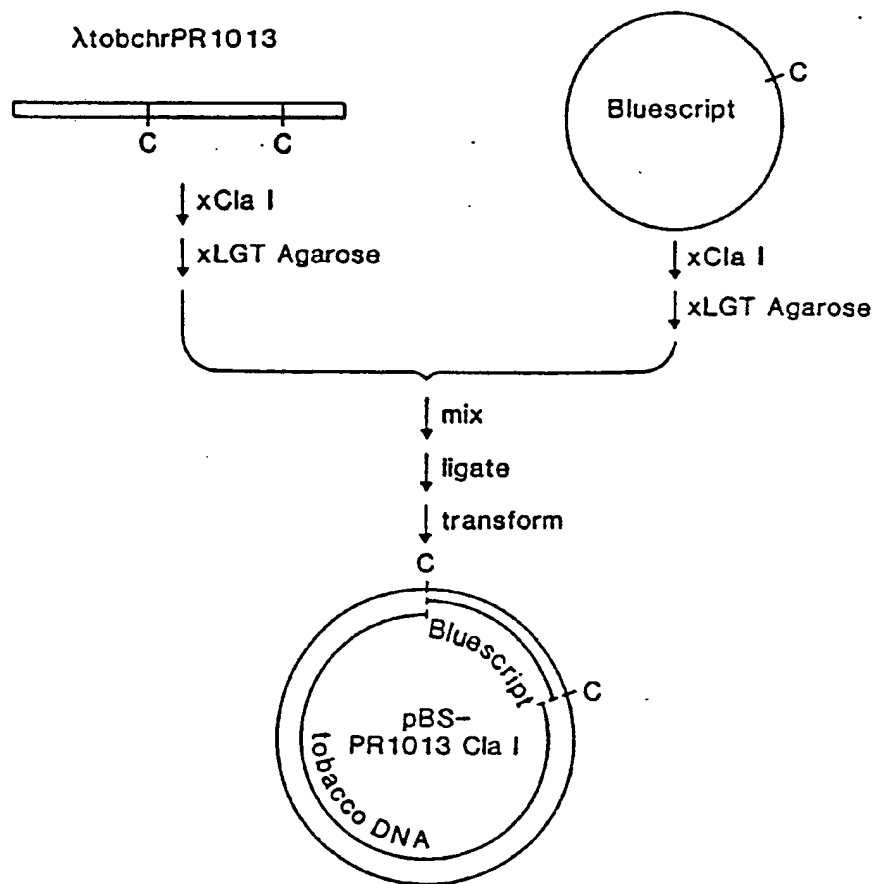 λtobchrPR1013
C
C
xCla I
xLGT Agarose
Bluescript
C
xCla I
xLGT Agarose
mix
ligate
transform
C
Bluescript
C
pBS-
PR1013 Cla I
tobacco DNA